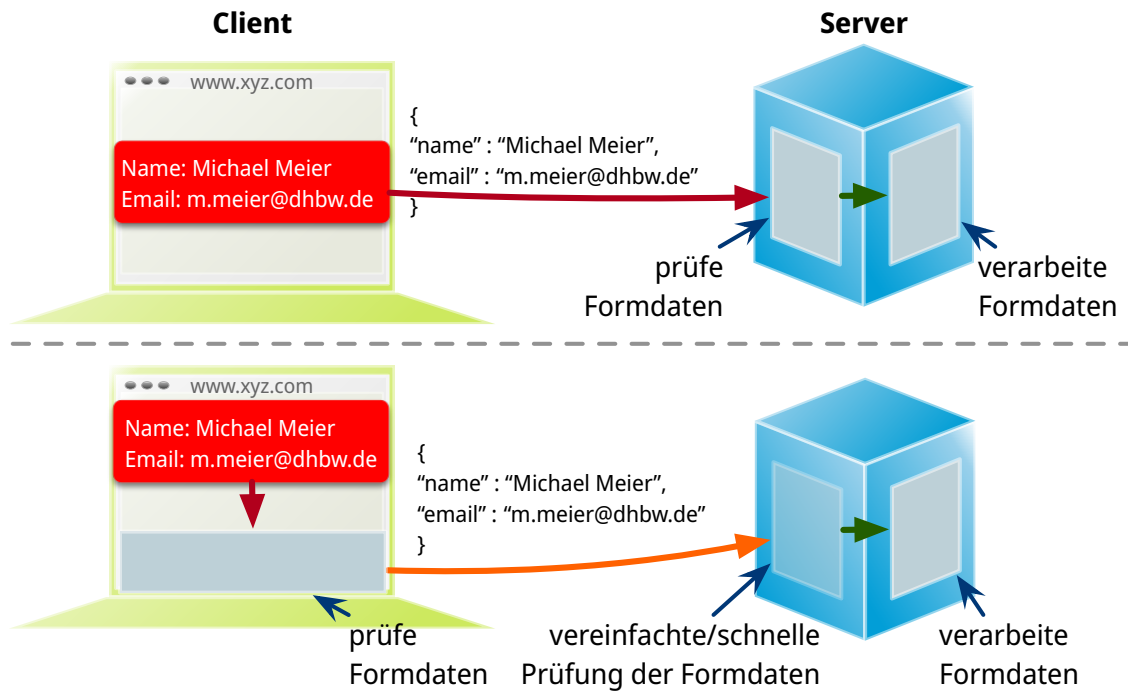 Client
Server
www.xyz.com
Name: Michael Meier
Email: m.meier@dhbw.de
{
“name” : “Michael Meier”,
“email” : “m.meier@dhbw.de”
}
prüfe
Formdaten
verarbeite
Formdaten
www.xyz.com
Name: Michael Meier
Email: m.meier@dhbw.de
{
“name” : “Michael Meier”,
“email” : “m.meier@dhbw.de”
}
prüfe
Formdaten
vereinfachte/schnelle
Prüfung der Formdaten
verarbeite
Formdaten